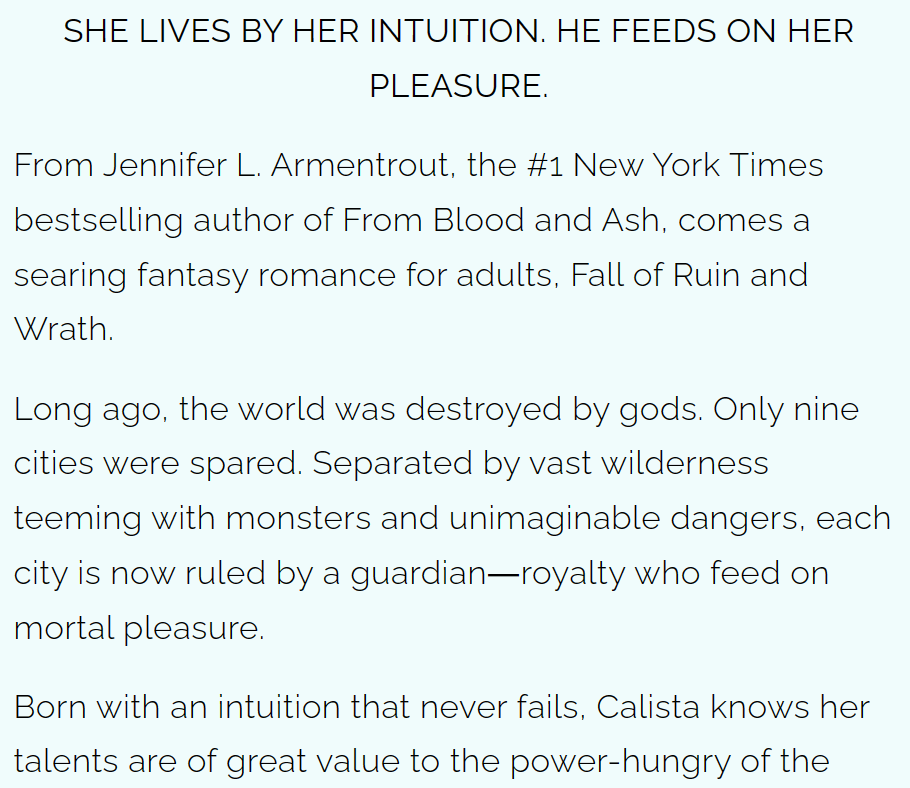 SHE LIVES BY HER INTUITION. HE FEEDS ON HER
PLEASURE.
From Jennifer L. Armentrout, the #1 New York Times
bestselling author of From Blood and Ash, comes a
searing fantasy romance for adults, Fall of Ruin and
Wrath.
Long ago, the world was destroyed by gods. Only nine
cities were spared. Separated by vast wilderness
teeming with monsters and unimaginable dangers, each
city is now ruled by a guardian—royalty who feed on
mortal pleasure.
Born with an intuition that never fails, Calista knows her
talents are of great value to the power-hungry of the